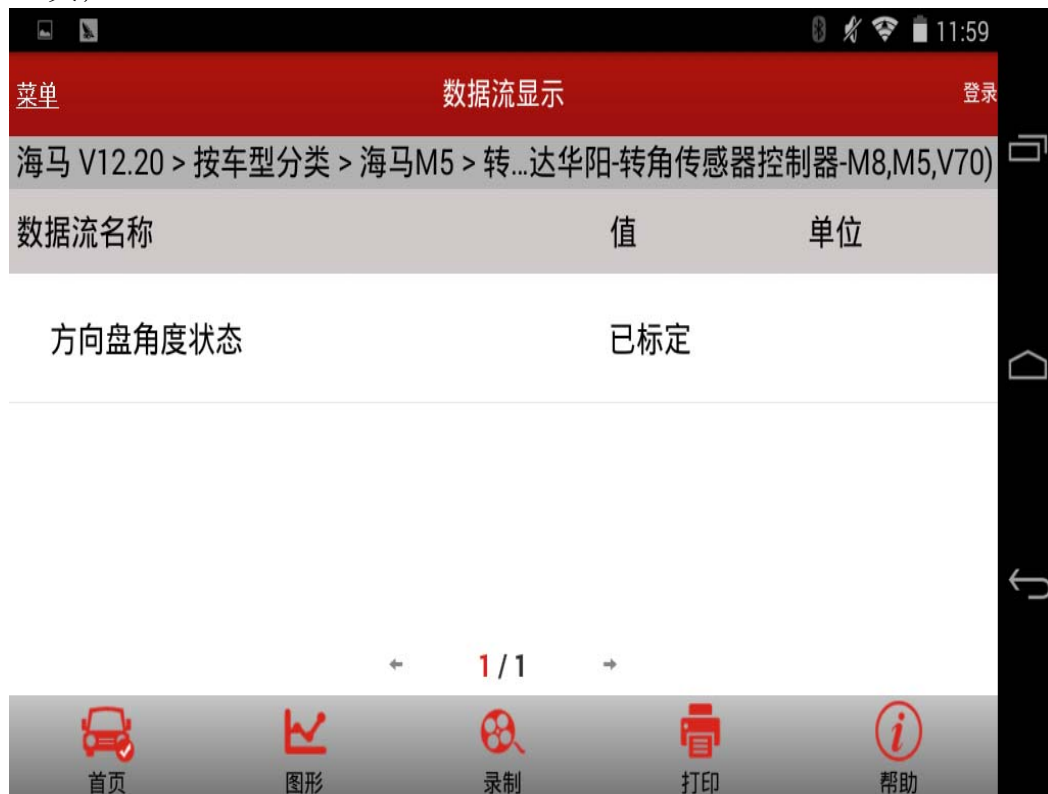 11:59
菜单 数据流显示 登录
海马 V12.20 > 按车型分类 > 海马M5 > 转...达华阳-转角传感器控制器-M8,M5,V70)
数据流名称 值 单位
方向盘角度状态 已标定
1 / 1
首页 图形 录制 打印 帮助